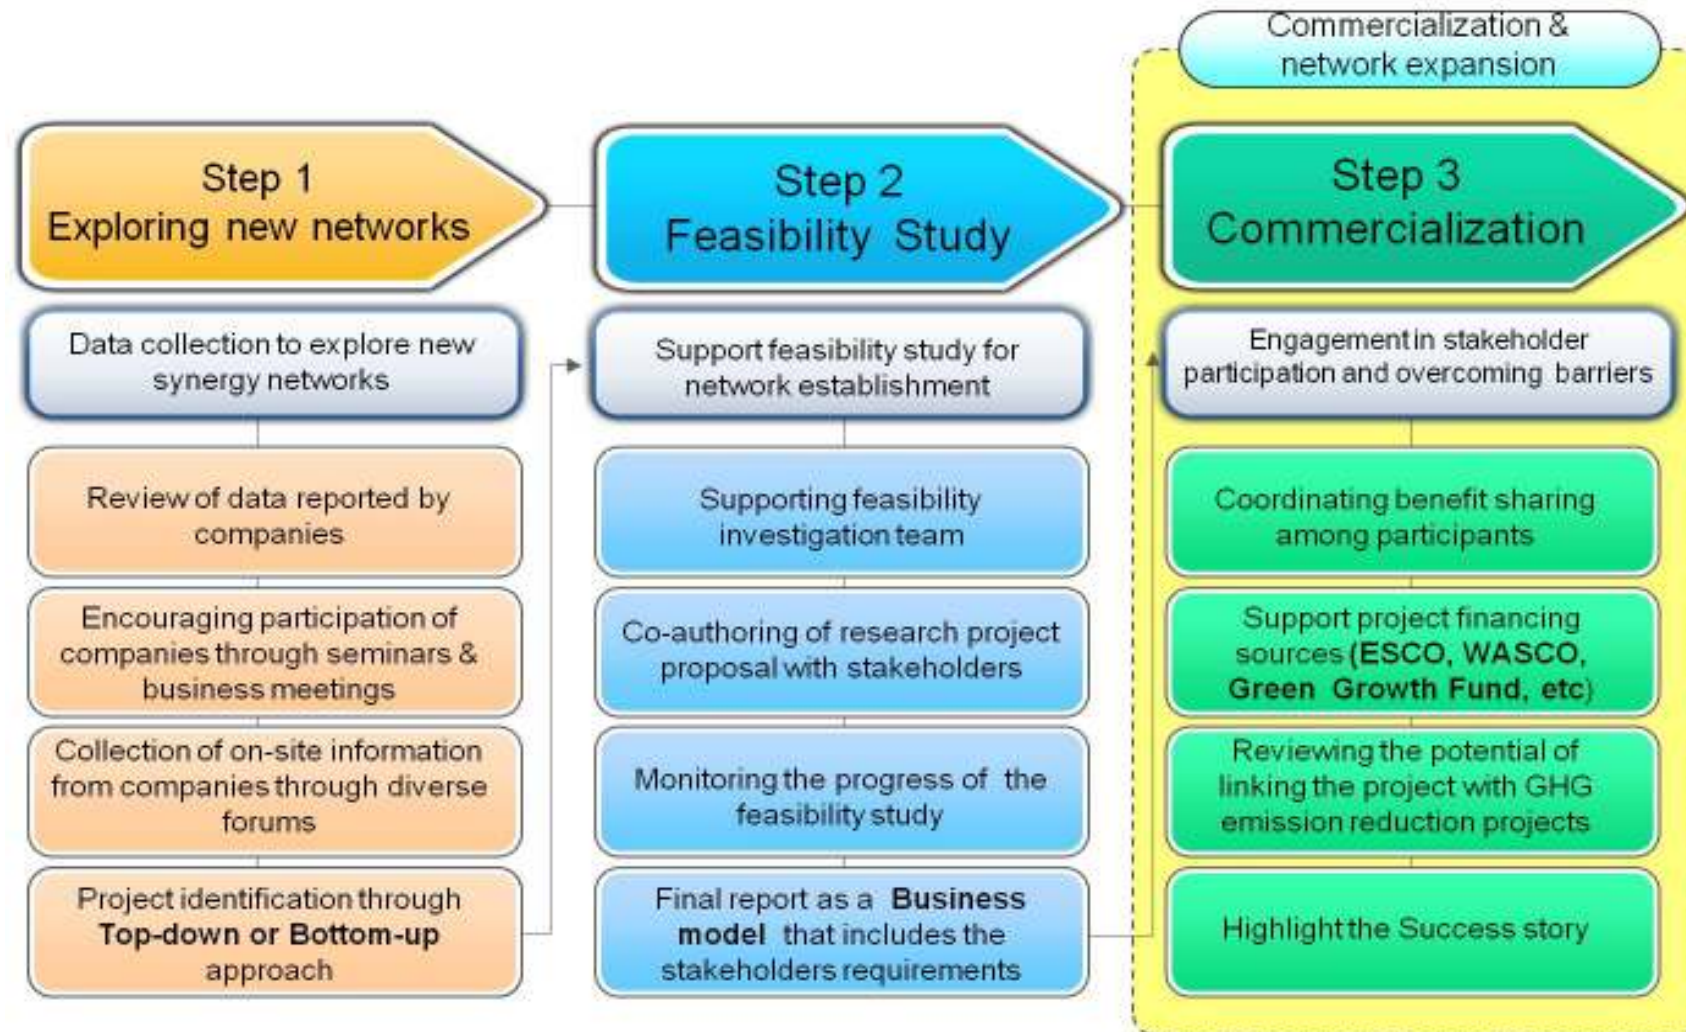 Commercialization &
network expansion
Step 1
Exploring new networks
Data collection to explore new
synergy networks
Review of data reported by
companies
Encouraging participation of
companies through seminars &
business meetings
Collection of on-site information
from companies through diverse
forums
Project identification through
Top-down or Bottom-up
approach
Step 2
Feasibility Study
Support feasibility study for
network establishment
Supporting feasibility
investigation team
Co-authoring of research project
proposal with stakeholders
Monitoring the progress of the
feasibility study
Final report as a Business
model that includes the
stakeholders requirements
Step 3
Commercialization
Engagement in stakeholder
participation and overcoming barriers
Coordinating benefit sharing
among participants
Support project financing
sources (ESCO, WASCO,
Green Growth Fund, etc)
Reviewing the potential of
linking the project with GHG
emission reduction projects
Highlight the Success story